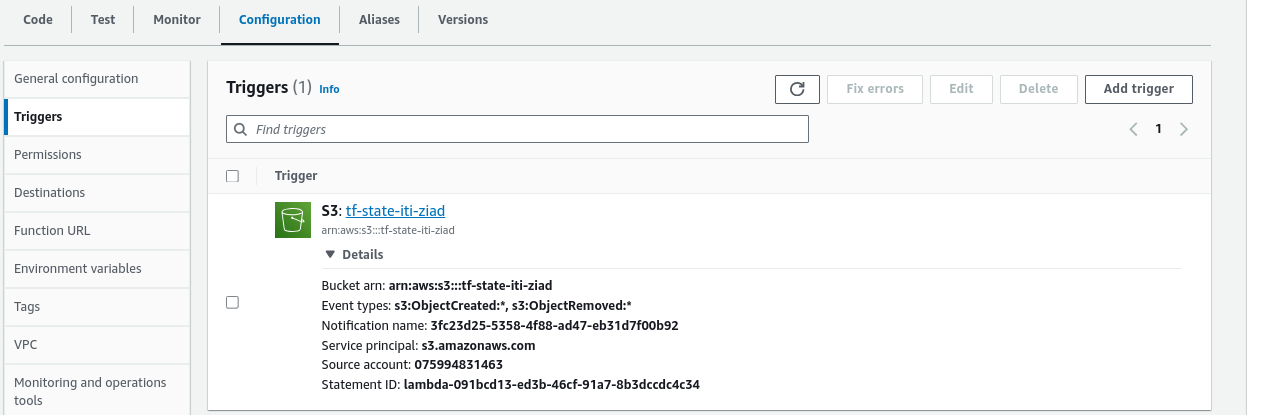 Code Test Monitor Configuration Aliases Versions
General configuration
Triggers
Permissions
Destinations
Function URL
Environment variables
Tags
VPC
Monitoring and operations
tools
Triggers (1) Info
Fix errors Edit Delete Add trigger
Find triggers
1
Trigger
S3: tf-state-iti-ziad
arn:aws:s3:::tf-state-iti-ziad
Details
Bucket arn: arn:aws:s3:::tf-state-iti-ziad
Event types: s3:ObjectCreated:*, s3:ObjectRemoved:*
Notification name: 3fc23d25-5358-4f88-ad47-eb31d7f00b92
Service principal: s3.amazonaws.com
Source account: 075994831463
Statement ID: lambda-091bcd13-ed3b-46cf-91a7-8b3dccdc4c34